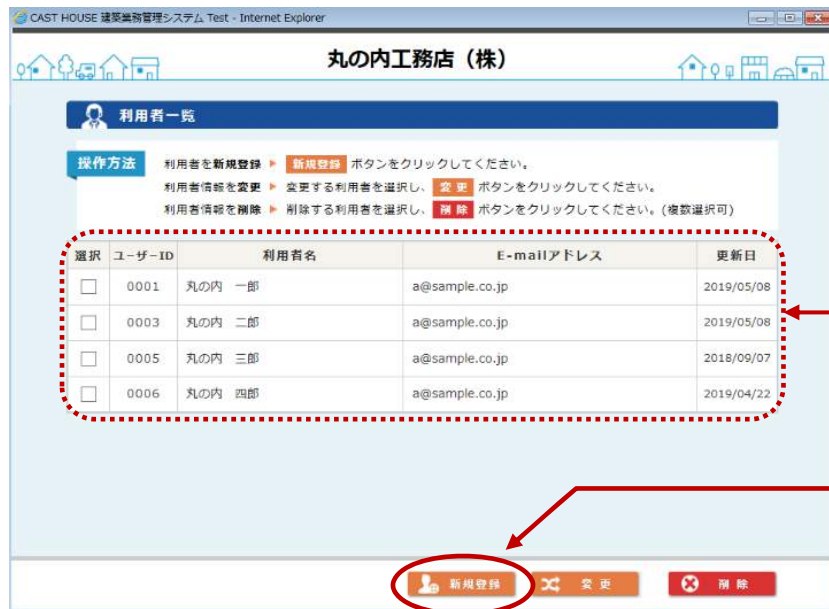 CAST HOUSE 建築業務管理システム Test - Internet Explorer
丸の内工務店（株）
利用者一覧
操作方法 利用者を新規登録 ▶ 新規登録 ボタンをクリックしてください。
利用者情報を変更 ▶ 変更する利用者を選択し、 変更 ボタンをクリックしてください。
利用者情報を削除 ▶ 削除する利用者を選択し、 削除 ボタンをクリックしてください。(複数選択可)
選択 ユーザーID 利用者名 E-mailアドレス 更新日
0001 丸の内　一郎 a@sample.co.jp 2019/05/08
0003 丸の内　二郎 a@sample.co.jp 2019/05/08
0005 丸の内　三郎 a@sample.co.jp 2018/09/07
0006 丸の内　四郎 a@sample.co.jp 2019/04/22
新規登録 変更 削除